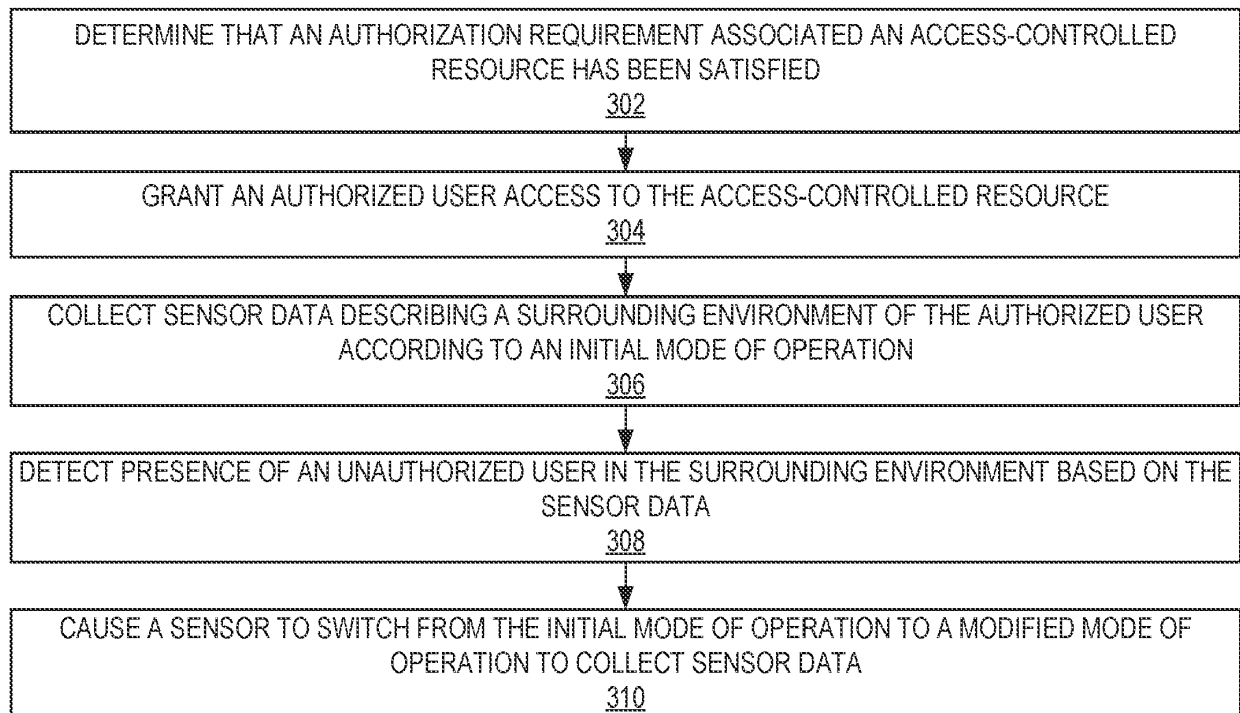 DETERMINE THAT AN AUTHORIZATION REQUIREMENT ASSOCIATED AN ACCESS-CONTROLLED
RESOURCE HAS BEEN SATISFIED
302
GRANT AN AUTHORIZED USER ACCESS TO THE ACCESS-CONTROLLED RESOURCE
304
COLLECT SENSOR DATA DESCRIBING A SURROUNDING ENVIRONMENT OF THE AUTHORIZED USER
ACCORDING TO AN INITIAL MODE OF OPERATION
306
DETECT PRESENCE OF AN UNAUTHORIZED USER IN THE SURROUNDING ENVIRONMENT BASED ON THE
SENSOR DATA
308
CAUSE A SENSOR TO SWITCH FROM THE INITIAL MODE OF OPERATION TO A MODIFIED MODE OF
OPERATION TO COLLECT SENSOR DATA
310